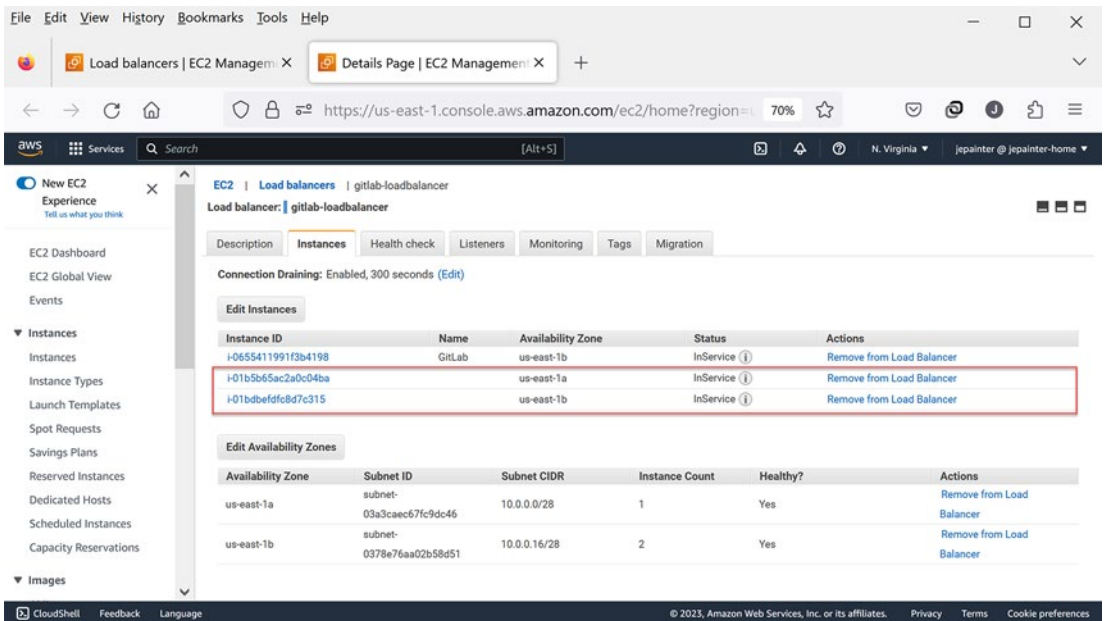 File Edit View History Bookmarks Tools Help
Load balancers | EC2 Managem
Details Page | EC2 Management
https://us-east-1.console.aws.amazon.com/ec2/home?region= 70%
aws Services Search [Alt+S] N. Virginia jepainter @ jepainter-home
New EC2
Experience
Tell us what you think
EC2 Dashboard
EC2 Global View
Events
Instances
Instances
Instance Types
Launch Templates
Spot Requests
Savings Plans
Reserved Instances
Dedicated Hosts
Scheduled Instances
Capacity Reservations
Images
EC2 | Load balancers | gitlab-loadbalancer
Load balancer: gitlab-loadbalancer
Description Instances Health check Listeners Monitoring Tags Migration
Connection Draining: Enabled, 300 seconds (Edit)
Edit Instances
Instance ID Name Availability Zone Status Actions
i-0655411991f3b4198 GitLab us-east-1b InService Remove from Load Balancer
i-01b5b65ac2a0c04ba us-east-1a InService Remove from Load Balancer
i-01bdbefdfc8d7c315 us-east-1b InService Remove from Load Balancer
Edit Availability Zones
Availability Zone Subnet ID Subnet CIDR Instance Count Healthy? Actions
us-east-1a subnet-03a3caec67fc9dc46 10.0.0.0/28 1 Yes Remove from Load Balancer
us-east-1b subnet-0378e76aa02b58d51 10.0.0.16/28 2 Yes Remove from Load Balancer
CloudShell Feedback Language © 2023, Amazon Web Services, Inc. or its affiliates. Privacy Terms Cookie preferences